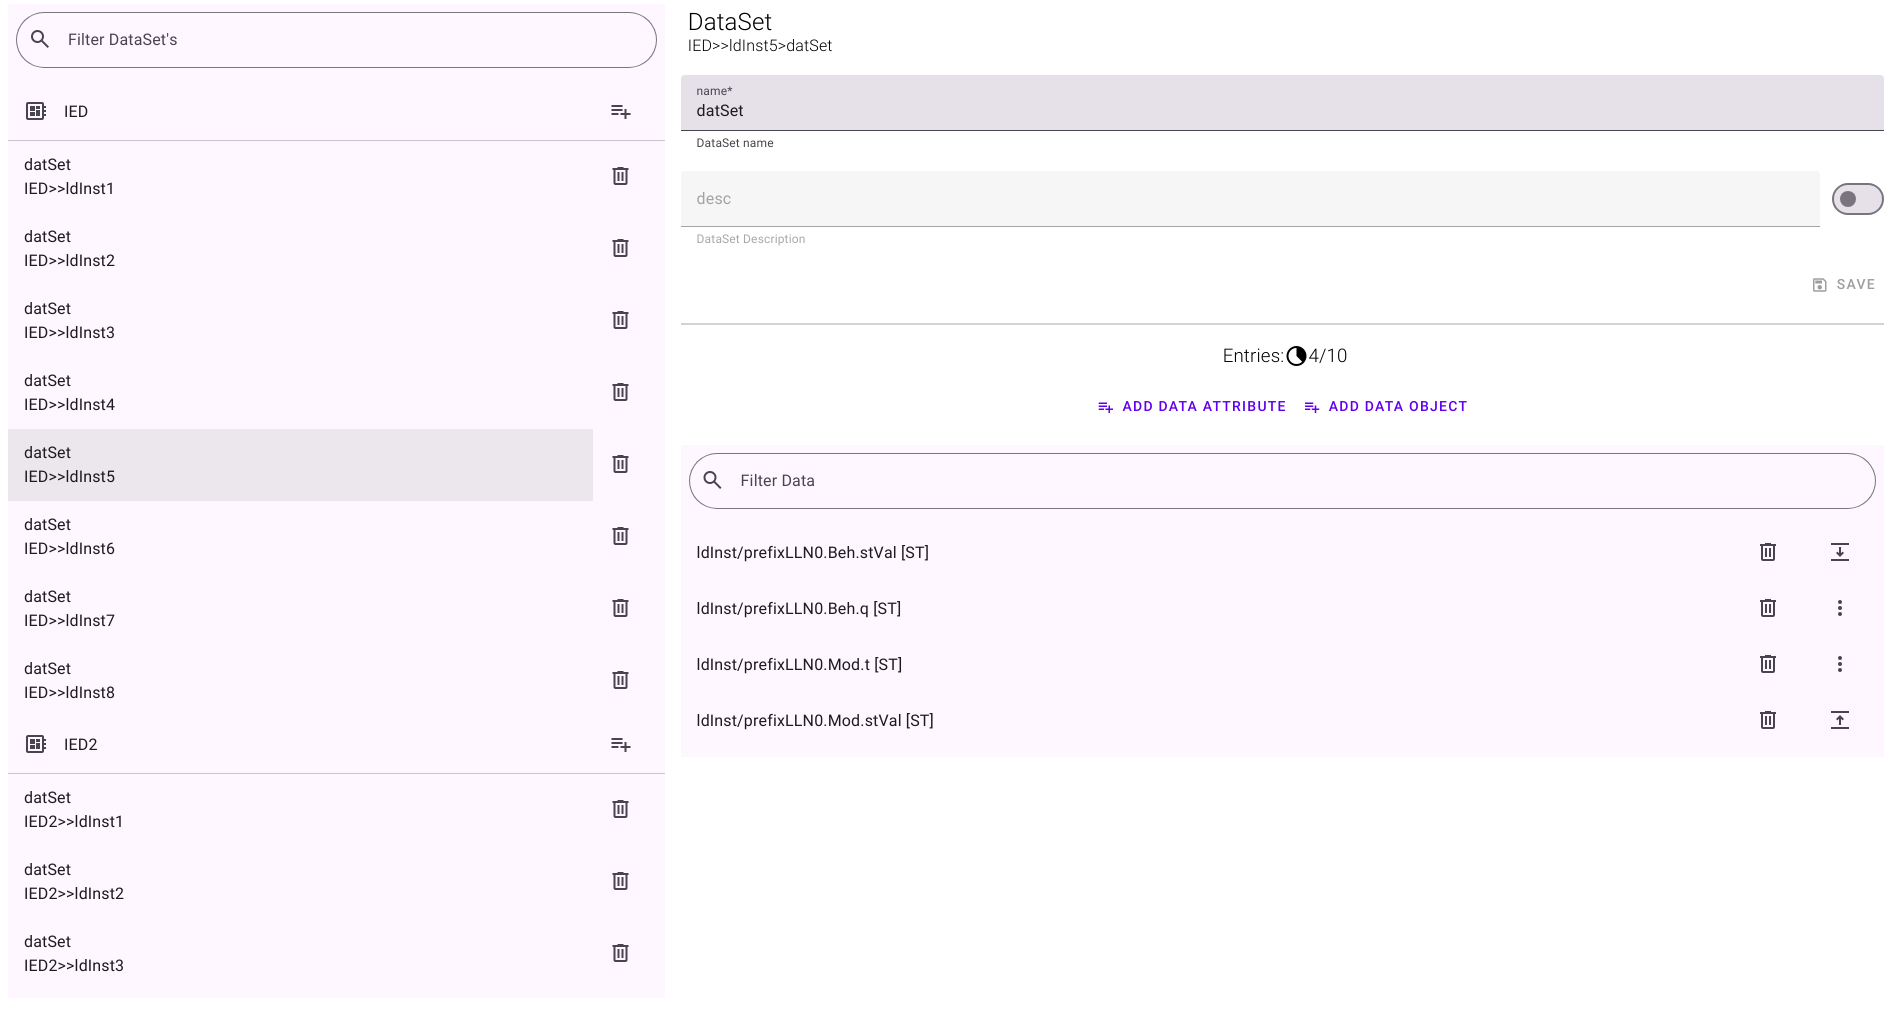 Filter DataSet's
IED
datSet
IED>>ldInst1
datSet
IED>>ldInst2
datSet
IED>>ldInst3
datSet
IED>>ldInst4
datSet
IED>>ldInst5
datSet
IED>>ldInst6
datSet
IED>>ldInst7
datSet
IED>>ldInst8
IED2
datSet
IED2>>ldInst1
datSet
IED2>>ldInst2
datSet
IED2>>ldInst3
DataSet
IED>>ldInst5>datSet
name*
datSet
DataSet name
desc
DataSet Description
SAVE
Entries: 4/10
ADD DATA ATTRIBUTE ADD DATA OBJECT
Filter Data
ldInst/prefixLLN0.Beh.stVal [ST]
ldInst/prefixLLN0.Beh.q [ST]
ldInst/prefixLLN0.Mod.t [ST]
ldInst/prefixLLN0.Mod.stVal [ST]